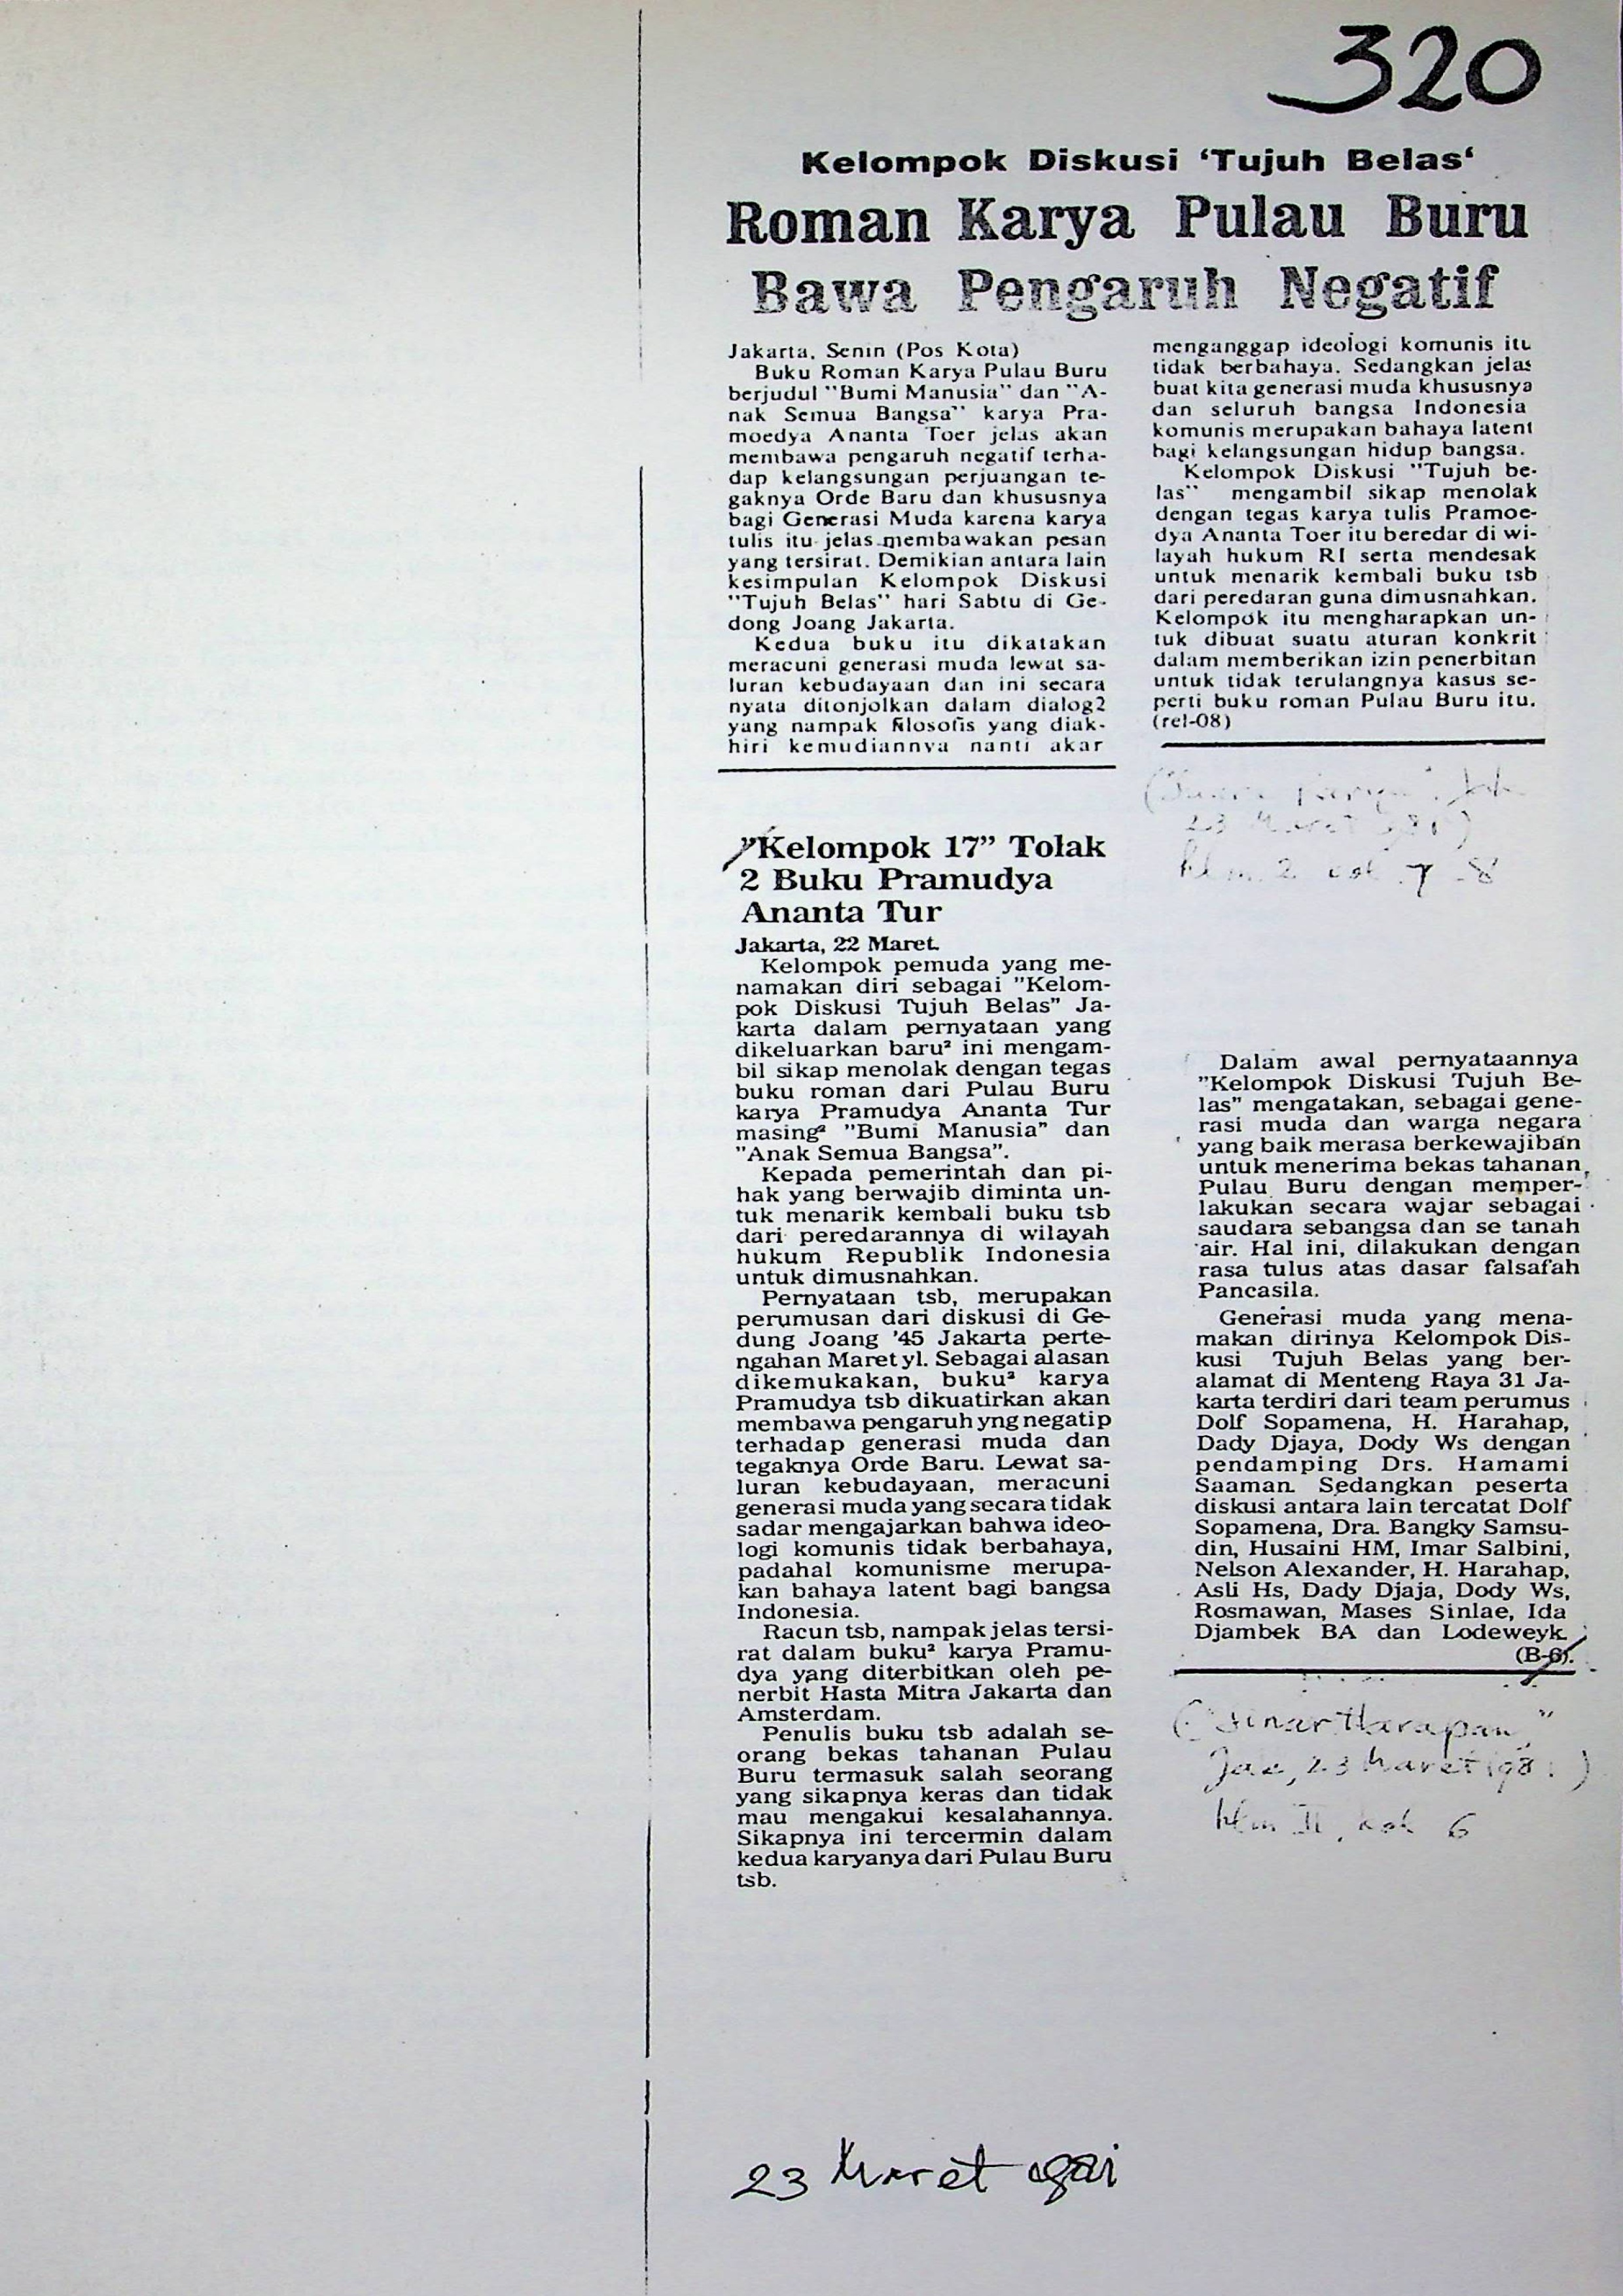 320
Kelompok Diskusi ‘Tujuh Belas‘
Roman Karya Pulau Buru
Bawa Pengaruh Negatif
Jakarta, Senin (Pos Kota)
Buku Roman Karya Pulau Buru
berjudul "Bumi Manusia" dan "A-
nak Semua Bangsa" karya Pra-
moedya Ananta Toer jelas akan
membawa pengaruh negatif terha-
dap kelangsungan perjuangan te-
gaknya Orde Baru dan khususnya
bagi Generasi Muda karena karya
tulis itu jelas membawakan pesan
yang tersirat. Demikian antara lain
kesimpulan Kelompok Diskusi
"Tujuh Belas" hari Sabtu di Ge-
dong Joang Jakarta.
Kedua buku itu dikatakan
meracuni generasi muda lewat sa-
luran kebudayaan dan ini secara
nyata ditonjolkan dalam dialog2
yang nampak filosofis yang diak-
hiri kemudiannya nanti akar
menganggap ideologi komunis itu
tidak berbahaya. Sedangkan jelas
buat kita generasi muda khususnya
dan seluruh bangsa Indonesia
komunis merupakan bahaya latent
bagi kelangsungan hidup bangsa.
Kelompok Diskusi "Tujuh be-
las" mengambil sikap menolak
dengan tegas karya tulis Pramoe-
dya Ananta Toer itu beredar di wi-
layah hukum RI serta mendesak
untuk menarik kembali buku tsb
dari peredaran guna dimusnahkan.
Kelompok itu mengharapkan un-
tuk dibuat suatu aturan konkrit
dalam memberikan izin penerbitan
untuk tidak terulangnya kasus se-
perti buku roman Pulau Buru itu.
(rel-08)
23 Maret
hlm. 2 kol 7-8
"Kelompok 17" Tolak
2 Buku Pramudya
Ananta Tur
Jakarta, 22 Maret.
Kelompok pemuda yang me-
namakan diri sebagai "Kelom-
pok Diskusi Tujuh Belas" Ja-
karta dalam pernyataan yang
dikeluarkan baru² ini mengam-
bil sikap menolak dengan tegas
buku roman dari Pulau Buru
karya Pramudya Ananta Tur
masing² "Bumi Manusia" dan
"Anak Semua Bangsa".
Kepada pemerintah dan pi-
hak yang berwajib diminta un-
tuk menarik kembali buku tsb
dari peredarannya di wilayah
hukum Republik Indonesia
untuk dimusnahkan.
Pernyataan tsb, merupakan
perumusan dari diskusi di Ge-
dung Joang '45 Jakarta perte-
ngahan Maret yl. Sebagai alasan
dikemukakan, buku² karya
Pramudya tsb dikuatirkan akan
membawa pengaruh yng negatip
terhadap generasi muda dan
tegaknya Orde Baru. Lewat sa-
luran kebudayaan, meracuni
generasi muda yang secara tidak
sadar mengajarkan bahwa ideo-
logi komunis tidak berbahaya,
padahal komunisme merupa-
kan bahaya latent bagi bangsa
Indonesia.
Racun tsb, nampak jelas tersi-
rat dalam buku² karya Pramu-
dya yang diterbitkan oleh pe-
nerbit Hasta Mitra Jakarta dan
Amsterdam.
Penulis buku tsb adalah se-
orang bekas tahanan Pulau
Buru termasuk salah seorang
yang sikapnya keras dan tidak
mau mengakui kesalahannya.
Sikapnya ini tercermin dalam
kedua karyanya dari Pulau Buru
tsb.
Dalam awal pernyataannya
"Kelompok Diskusi Tujuh Be-
las" mengatakan, sebagai gene-
rasi muda dan warga negara
yang baik merasa berkewajiban
untuk menerima bekas tahanan
Pulau Buru dengan memper-
lakukan secara wajar sebagai
saudara sebangsa dan se tanah
air. Hal ini, dilakukan dengan
rasa tulus atas dasar falsafah
Pancasila.
Generasi muda yang mena-
makan dirinya Kelompok Dis-
kusi Tujuh Belas yang ber-
alamat di Menteng Raya 31 Ja-
karta terdiri dari team perumus
Dolf Sopamena, H. Harahap,
Dady Djaya, Dody Ws dengan
pendamping Drs. Hamami
Saaman. Sedangkan peserta
diskusi antara lain tercatat Dolf
Sopamena, Dra. Bangky Samsu-
din, Husaini HM, Imar Salbini,
Nelson Alexander, H. Harahap,
Asli Hs, Dady Djaja, Dody Ws,
Rosmawan, Mases Sinlae, Ida
Djambek BA dan Lodeweyk.
(B-6).
("Sinar Harapan"
Jak, 23 Maret 1981)
hlm II, kol 6
23 Maret 1981